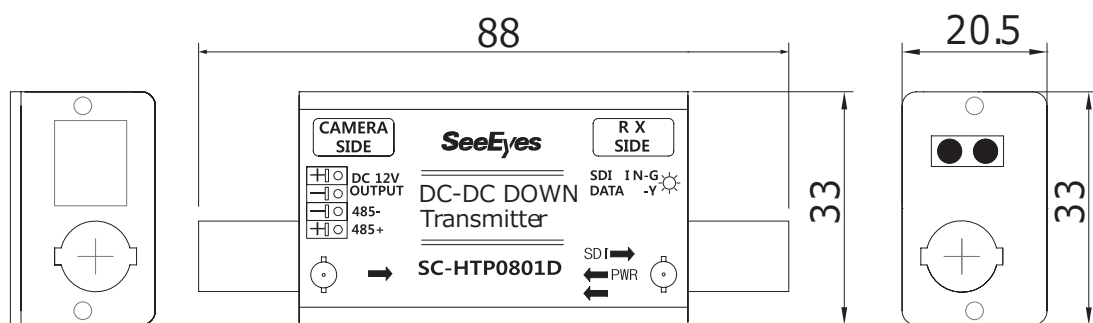 88
20.5
CAMERA
SIDE
SeeEyes
R X
SIDE
DC 12V
OUTPUT
485-
485+
DC-DC DOWN
Transmitter
SDI IN-G
DATA -Y
SC-HTP0801D
SDI
PWR
33
33